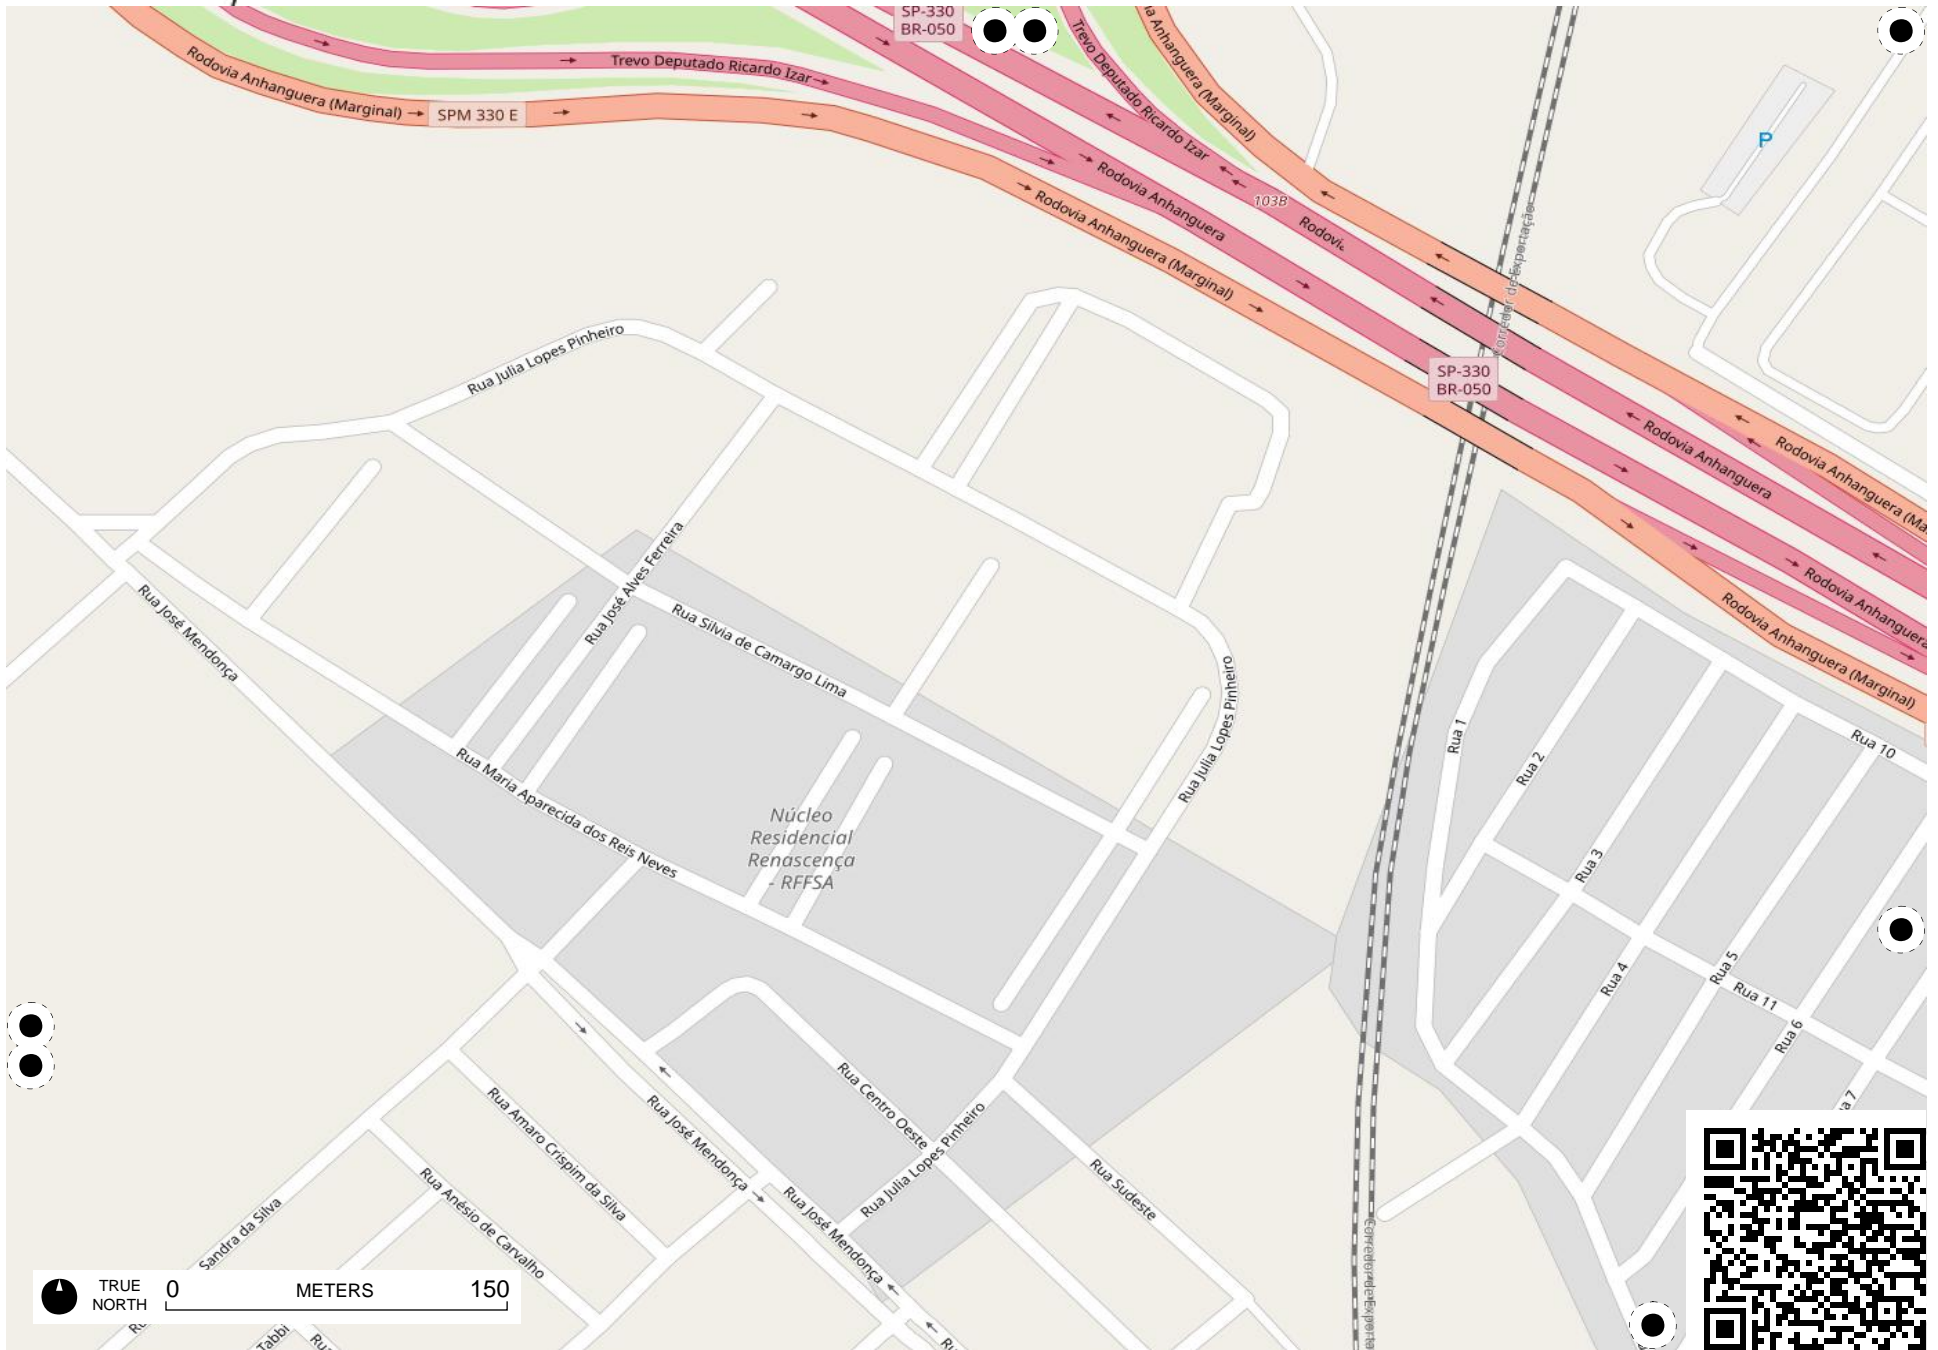 SP-330
BR-050
Trevo Deputado Ricardo Izar
Rodovia Anhanguera (Marginal)
SPM 330 E
Trevo Deputado Ricardo Izar
Anhanguera (Marginal)
P
103B
Rodovia Anhanguera
Rodovia Anhanguera (Marginal)
Corredor de Exportação
Rua Julia Lopes Pinheiro
SP-330
BR-050
Rodovia Anhanguera
Rodovia Anhanguera
Rodovia Anhanguera (Marginal)
Rua José Alves Ferreira
Rua José Mendonça
Rua Silvia de Camargo Lima
Rua Julia Lopes Pinheiro
Rua 1
Rua 2
Rua 10
Rua Maria Aparecida dos Reis Neves
Núcleo
Residencial
Renascença
- RFFSA
Rua 3
Rua 4
Rua 5
Rua 11
Rua 6
Rua Centro Oeste
Rua Julia Lopes Pinheiro
Rua Amaro Crispim da Silva
Rua José Mendonça
Rua Anésio de Carvalho
Rua José Mendonça
Rua Sudeste
Sandra da Silva
TRUE
NORTH
0 METERS 150
Tabbi